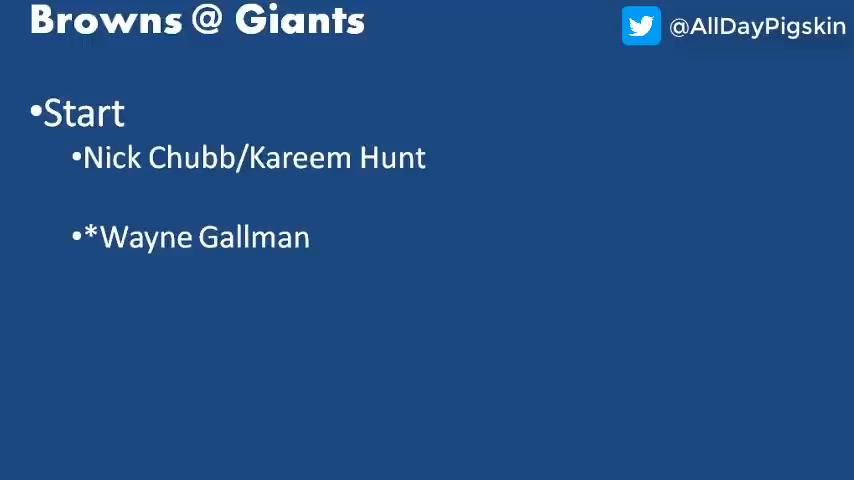 Browns @ Giants
@AllDayPigskin
•Start
•Nick Chubb/Kareem Hunt
•*Wayne Gallman